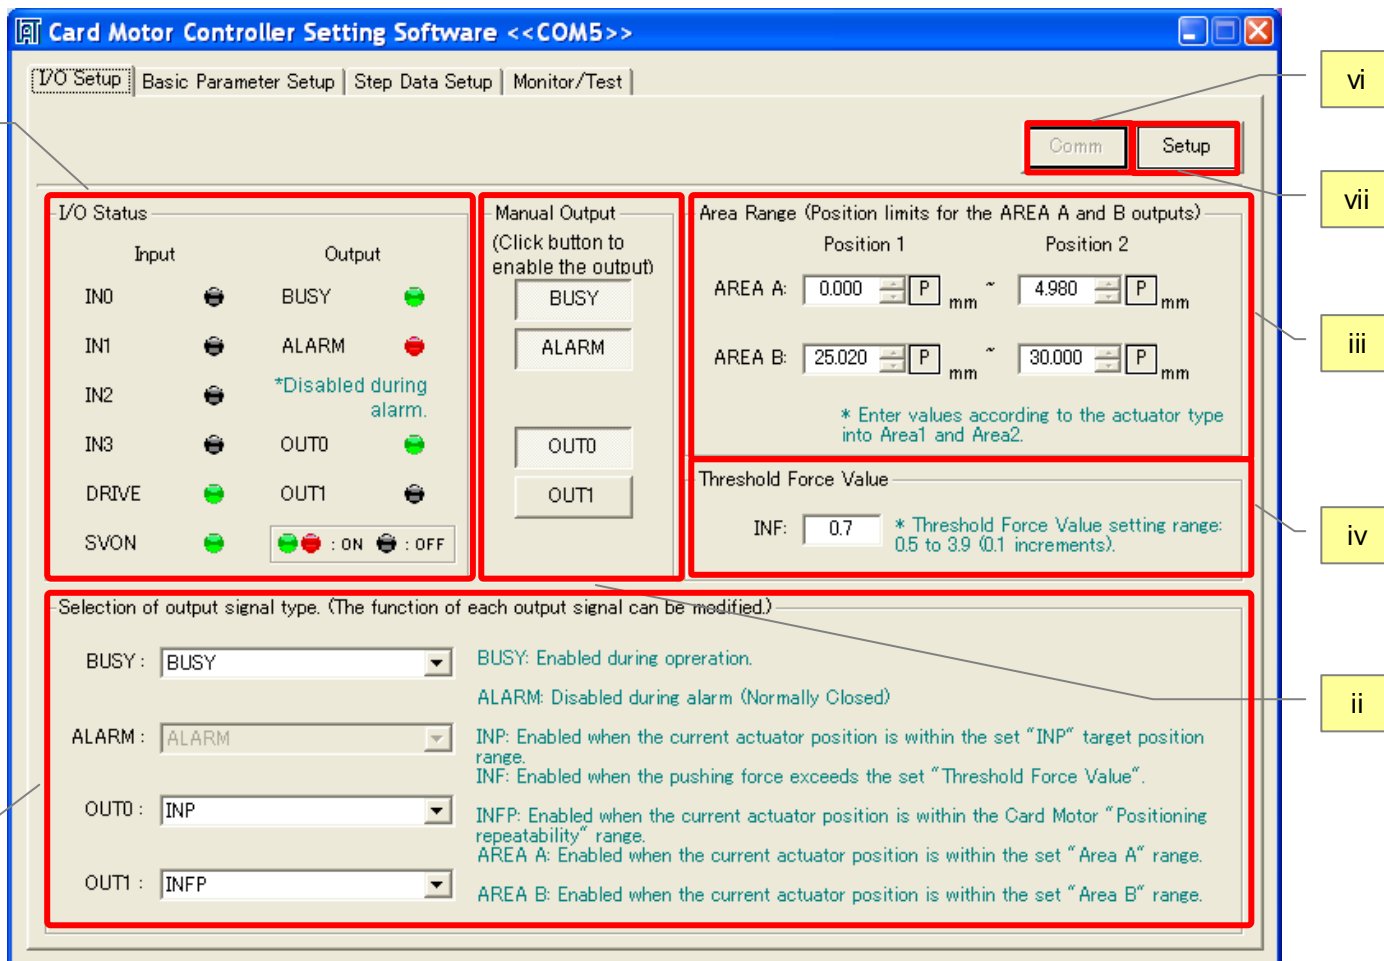 Card Motor Controller Setting Software <<COM5>>
I/O Setup Basic Parameter Setup Step Data Setup Monitor/Test
vi
Comm Setup
vii
I/O Status
Input Output
IN0 BUSY
IN1 ALARM
IN2 *Disabled during
alarm.
IN3 OUT0
DRIVE OUT1
SVON : ON : OFF
Manual Output
(Click button to
enable the output)
BUSY
ALARM
OUT0
OUT1
Area Range (Position limits for the AREA A and B outputs)
Position 1 Position 2
AREA A: 0.000 P mm ~ 4.980 P mm
AREA B: 25.020 P mm ~ 30.000 P mm
* Enter values according to the actuator type
into Area1 and Area2.
iii
Threshold Force Value
INF: 0.7 * Threshold Force Value setting range:
0.5 to 3.9 (0.1 increments).
iv
Selection of output signal type. (The function of each output signal can be modified.)
BUSY : BUSY
ALARM : ALARM
OUT0 : INP
OUT1 : INFP
BUSY: Enabled during opreration.
ALARM: Disabled during alarm (Normally Closed)
INP: Enabled when the current actuator position is within the set "INP" target position
range.
INF: Enabled when the pushing force exceeds the set "Threshold Force Value".
INFP: Enabled when the current actuator position is within the Card Motor "Positioning
repeatability" range.
AREA A: Enabled when the current actuator position is within the set "Area A" range.
AREA B: Enabled when the current actuator position is within the set "Area B" range.
ii